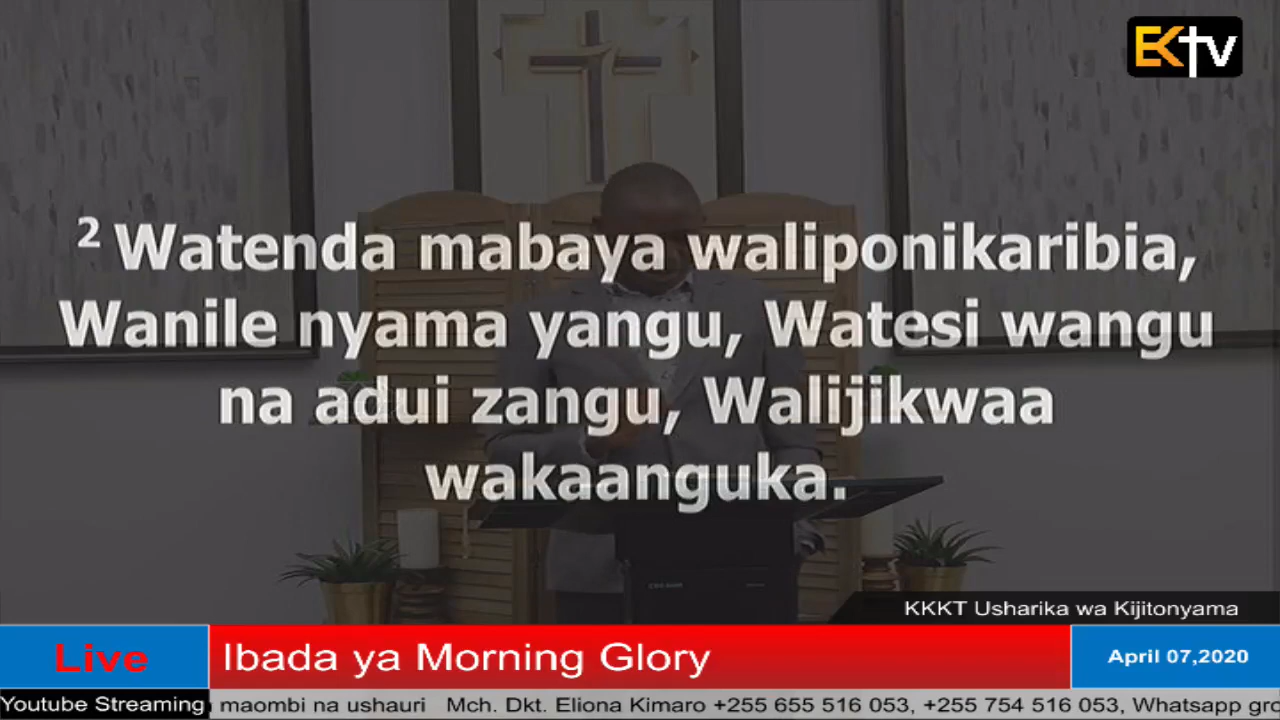 EKtv
2 Watenda mabaya waliponikaribia,
Wanile nyama yangu, Watesi wangu
na adui zangu, Walijikwaa
wakaanguka.
KKKT Usharika wa Kijitonyama
Live
Ibada ya Morning Glory
April 07,2020
Youtube Streaming
maombi na ushauri Mch. Dkt. Eliona Kimaro +255 655 516 053, +255 754 516 053, Whatsapp gro